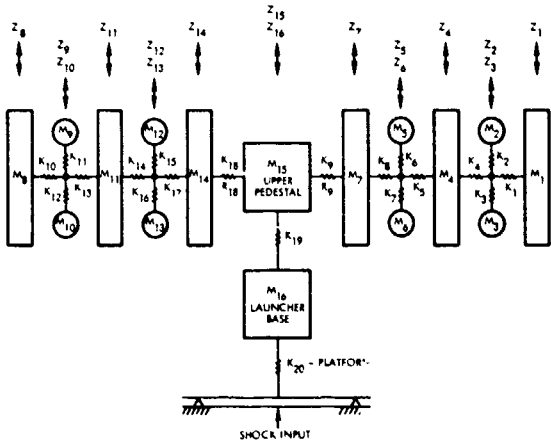 Z8 Z9 Z10 Z11 Z12 Z13 Z14 Z15 Z16 Z7 Z5 Z6 Z4 Z2 Z3 Z1
M9 M12 M5 M2
K10 K11 K14 K15 K18 K9 K8 K6 K4 K2
M8 M11 M14 M15 UPPER PEDESTAL M7 M4 M1
K12 K13 K16 K17 R18 R9 K7 K5 K3 K1
M10 M13 M6 M3
K19
M16
LAUNCHER
BASE
K20 - PLATFOR-
SHOCK INPUT